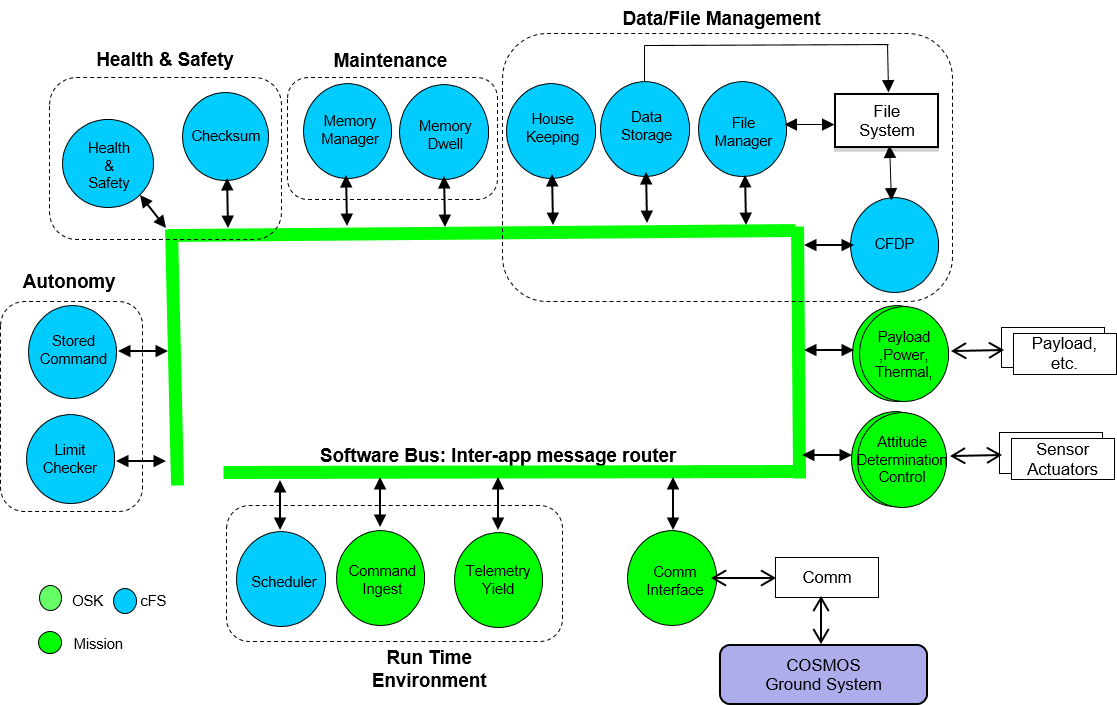 Data/File Management
Health & Safety
Maintenance
House
Keeping
Data
Storage
File
Manager
File
System
Memory
Manager
Memory
Dwell
Checksum
Health
&
Safety
CFDP
Autonomy
Stored
Command
Limit
Checker
Payload
,Power,
Thermal,
Payload,
etc.
Attitude
Determination
Control
Sensor
Actuators
Software Bus: Inter-app message router
Scheduler
Command
Ingest
Telemetry
Yield
Comm
Interface
Comm
OSK
cFS
Mission
Run Time
Environment
COSMOS
Ground System